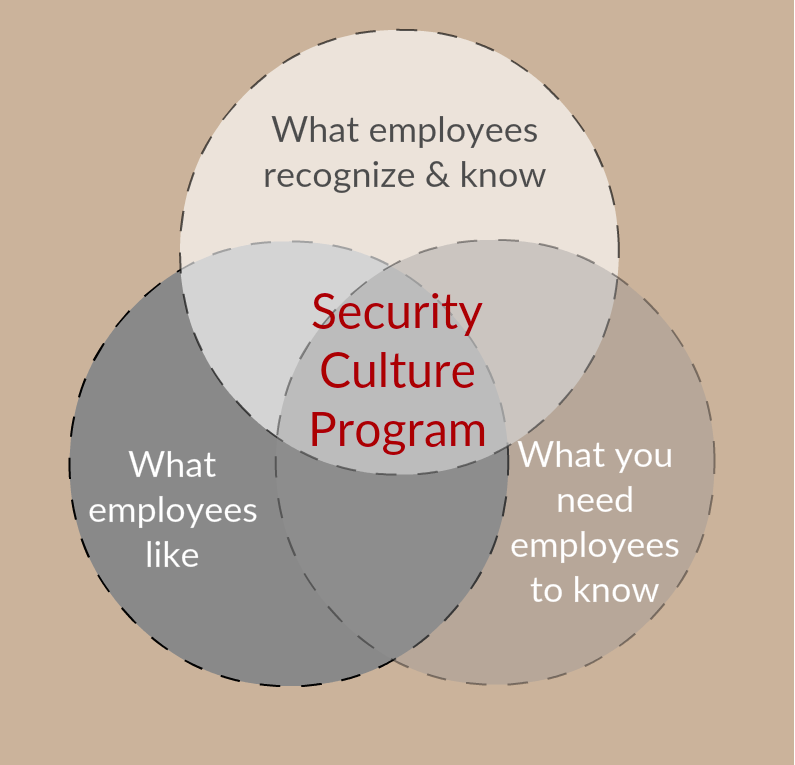 What employees
recognize & know
Security
Culture
Program
What
employees
like
What you
need
employees
to know